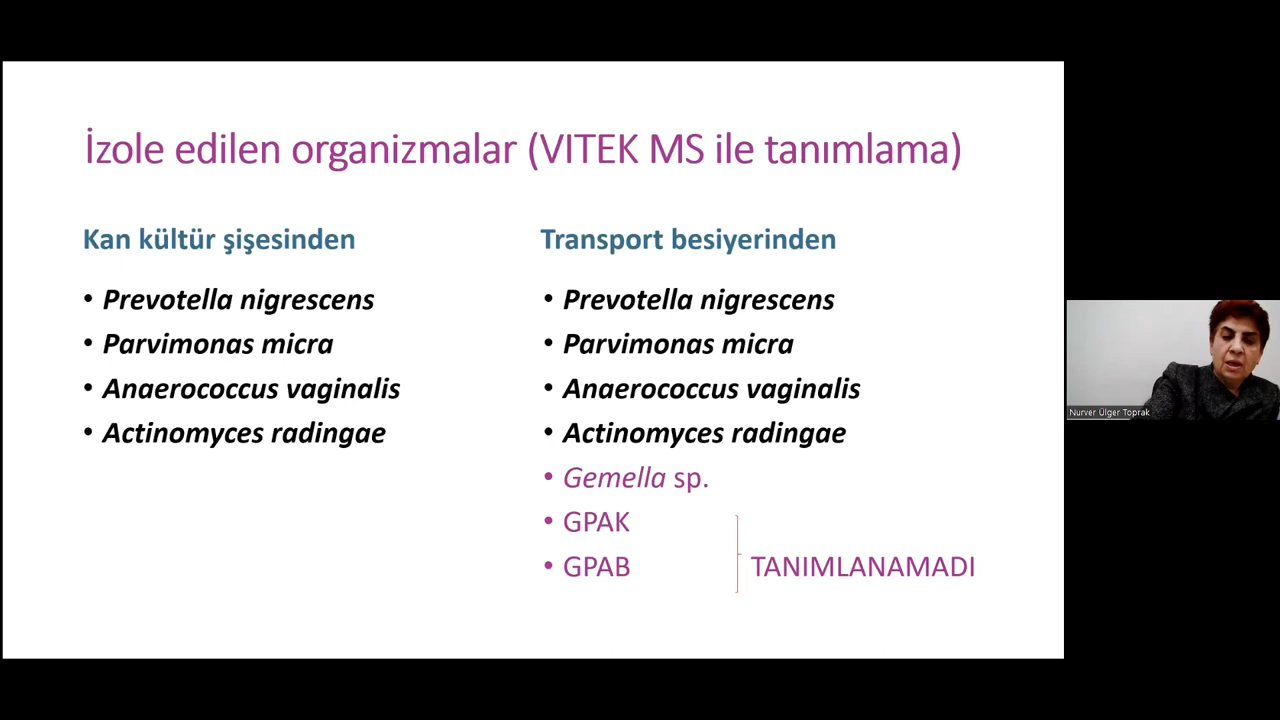 İzole edilen organizmalar (VITEK MS ile tanımlama)
Kan kültür şişesinden
• Prevotella nigrescens
• Parvimonas micra
• Anaerococcus vaginalis
• Actinomyces radingae
Transport besiyerinden
• Prevotella nigrescens
• Parvimonas micra
• Anaerococcus vaginalis
• Actinomyces radingae
• Gemella sp.
• GPAK
• GPAB
TANIMLANAMADI
Nurver Ülger Toprak